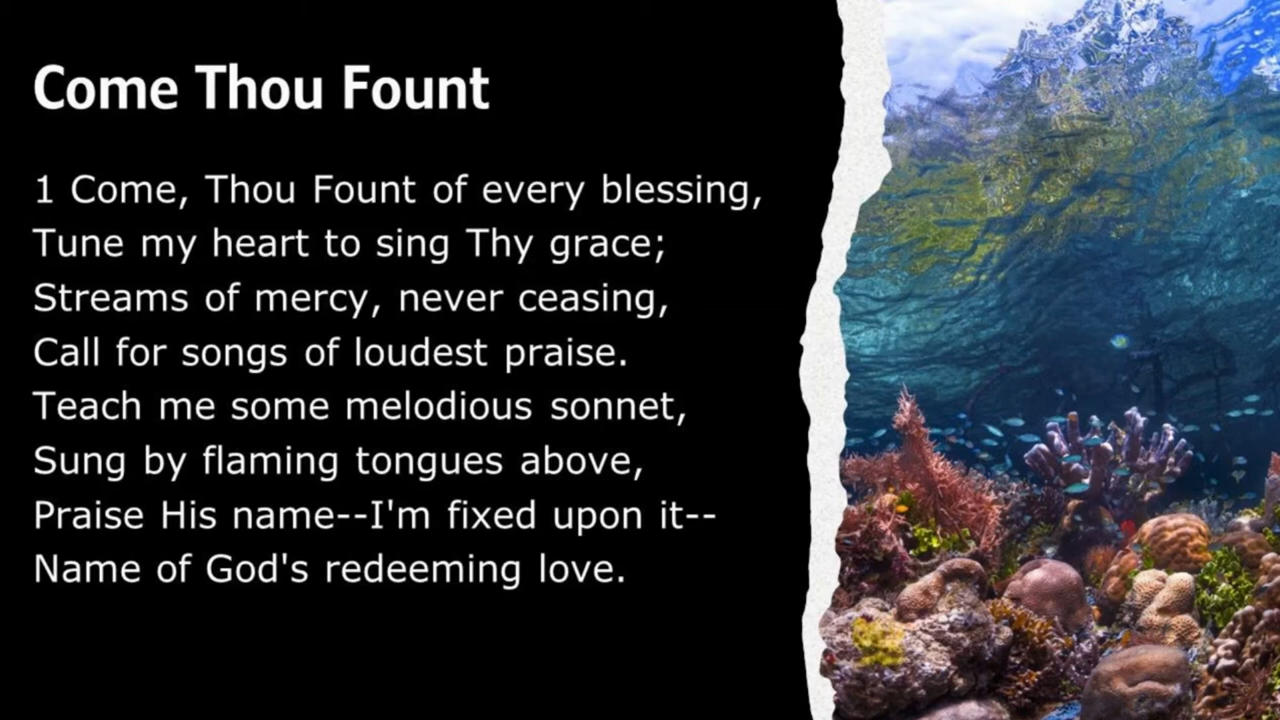 Come Thou Fount
1 Come, Thou Fount of every blessing,
Tune my heart to sing Thy grace;
Streams of mercy, never ceasing,
Call for songs of loudest praise.
Teach me some melodious sonnet,
Sung by flaming tongues above,
Praise His name--I'm fixed upon it--
Name of God's redeeming love.